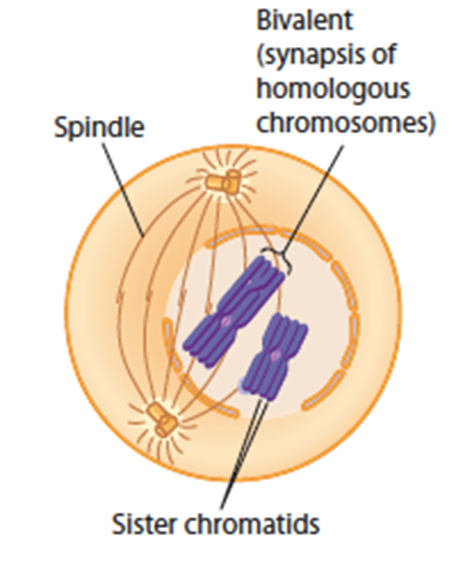 Bivalent
(synapsis of
homologous
chromosomes)
Spindle
Sister chromatids